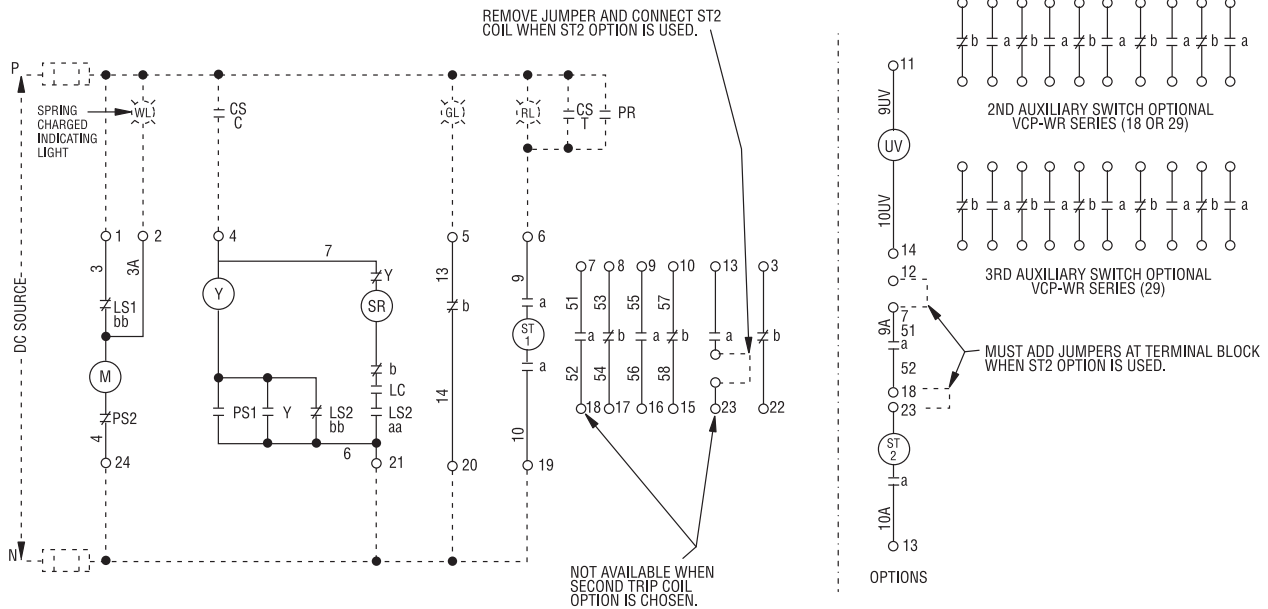 REMOVE JUMPER AND CONNECT ST2
COIL WHEN ST2 OPTION IS USED.
P
DC SOURCE
N
SPRING
CHARGED
INDICATING
LIGHT
WL
CS
C
GL
RL
CS
T
PR
1
2
4
5
6
3
3A
LS1
bb
M
PS2
4
24
7
Y
Y
SR
b
LC
LS2
aa
PS1
Y
LS2
bb
6
21
13
b
14
20
9
a
ST
1
a
10
19
7
8
9
10
13
3
51
53
55
57
a
b
a
b
a
b
52
54
56
58
18
17
16
15
23
22
NOT AVAILABLE WHEN
SECOND TRIP COIL
OPTION IS CHOSEN.
11
9UV
UV
10UV
14
12
7
9A
51
a
52
18
23
ST
2
a
10A
13
OPTIONS
b
a
b
a
b
a
b
a
b
a
2ND AUXILIARY SWITCH OPTIONAL
VCP-WR SERIES (18 OR 29)
b
a
b
a
b
a
b
a
b
a
3RD AUXILIARY SWITCH OPTIONAL
VCP-WR SERIES (29)
MUST ADD JUMPERS AT TERMINAL BLOCK
WHEN ST2 OPTION IS USED.